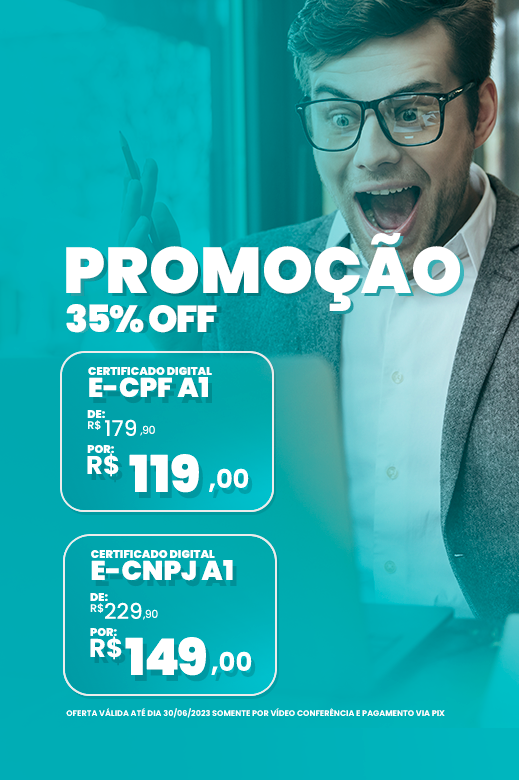 PROMOÇÃO
35% OFF
CERTIFICADO DIGITAL
E-CPF A1
DE:
R$ 179,90
POR:
R$ 119,00
CERTIFICADO DIGITAL
E-CNPJ A1
DE:
R$229,90
POR:
R$149,00
OFERTA VÁLIDA ATÉ DIA 30/06/2023 SOMENTE POR VÍDEO CONFERÊNCIA E PAGAMENTO VIA PIX